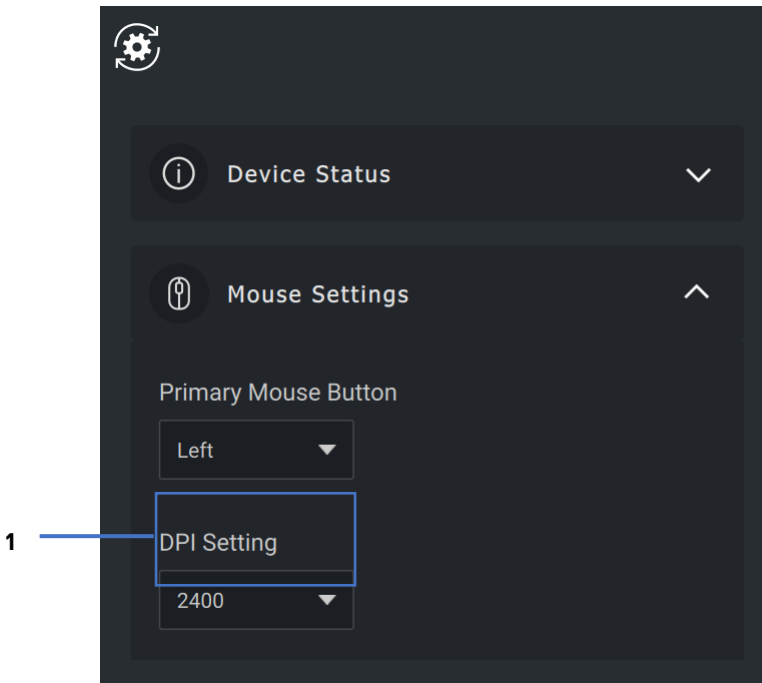 Device Status
Mouse Settings
Primary Mouse Button
Left
1
DPI Setting
2400